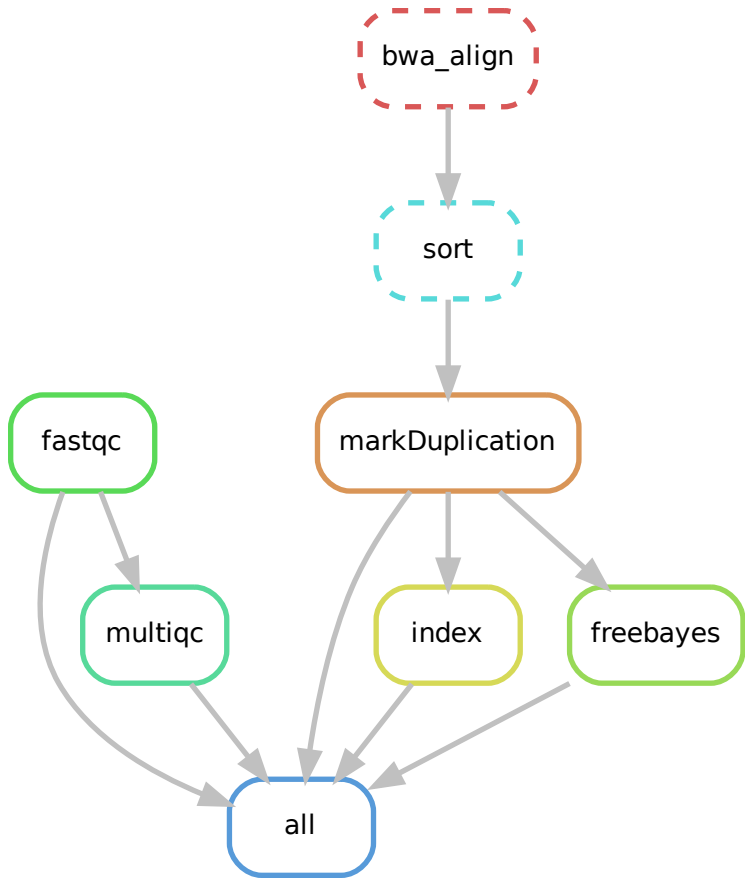 bwa_align
sort
fastqc
markDuplication
multiqc
index
freebayes
all